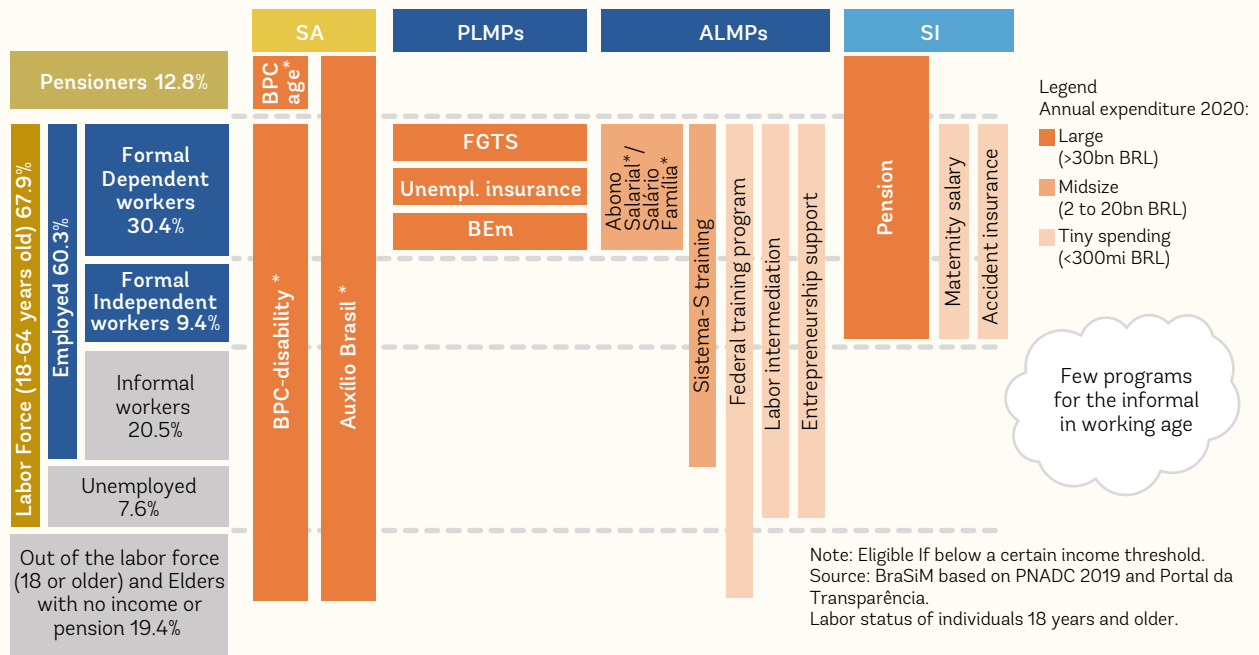 SA
PLMPs
ALMPs
SI
Pensioners 12.8%
Labor Force (18-64 years old) 67.9%
Employed 60.3%
Formal
Dependent
workers
30.4%
Formal
Independent
workers 9.4%
Informal
workers
20.5%
Unemployed
7.6%
Out of the labor force
(18 or older) and Elders
with no income or
pension 19.4%
BPC
age*
BPC-disability *
Auxílio Brasil *
FGTS
Unempl. insurance
BEm
Abono
Salarial*/
Salário
Família*
Sistema-S training
Federal training program
Labor intermediation
Entrepreneurship support
Pension
Maternity salary
Accident insurance
Legend
Annual expenditure 2020:
Large
(>30bn BRL)
Midsize
(2 to 20bn BRL)
Tiny spending
(<300mi BRL)
Few programs
for the informal
in working age
Note: Eligible If below a certain income threshold.
Source: BraSiM based on PNADC 2019 and Portal da
Transparência.
Labor status of individuals 18 years and older.